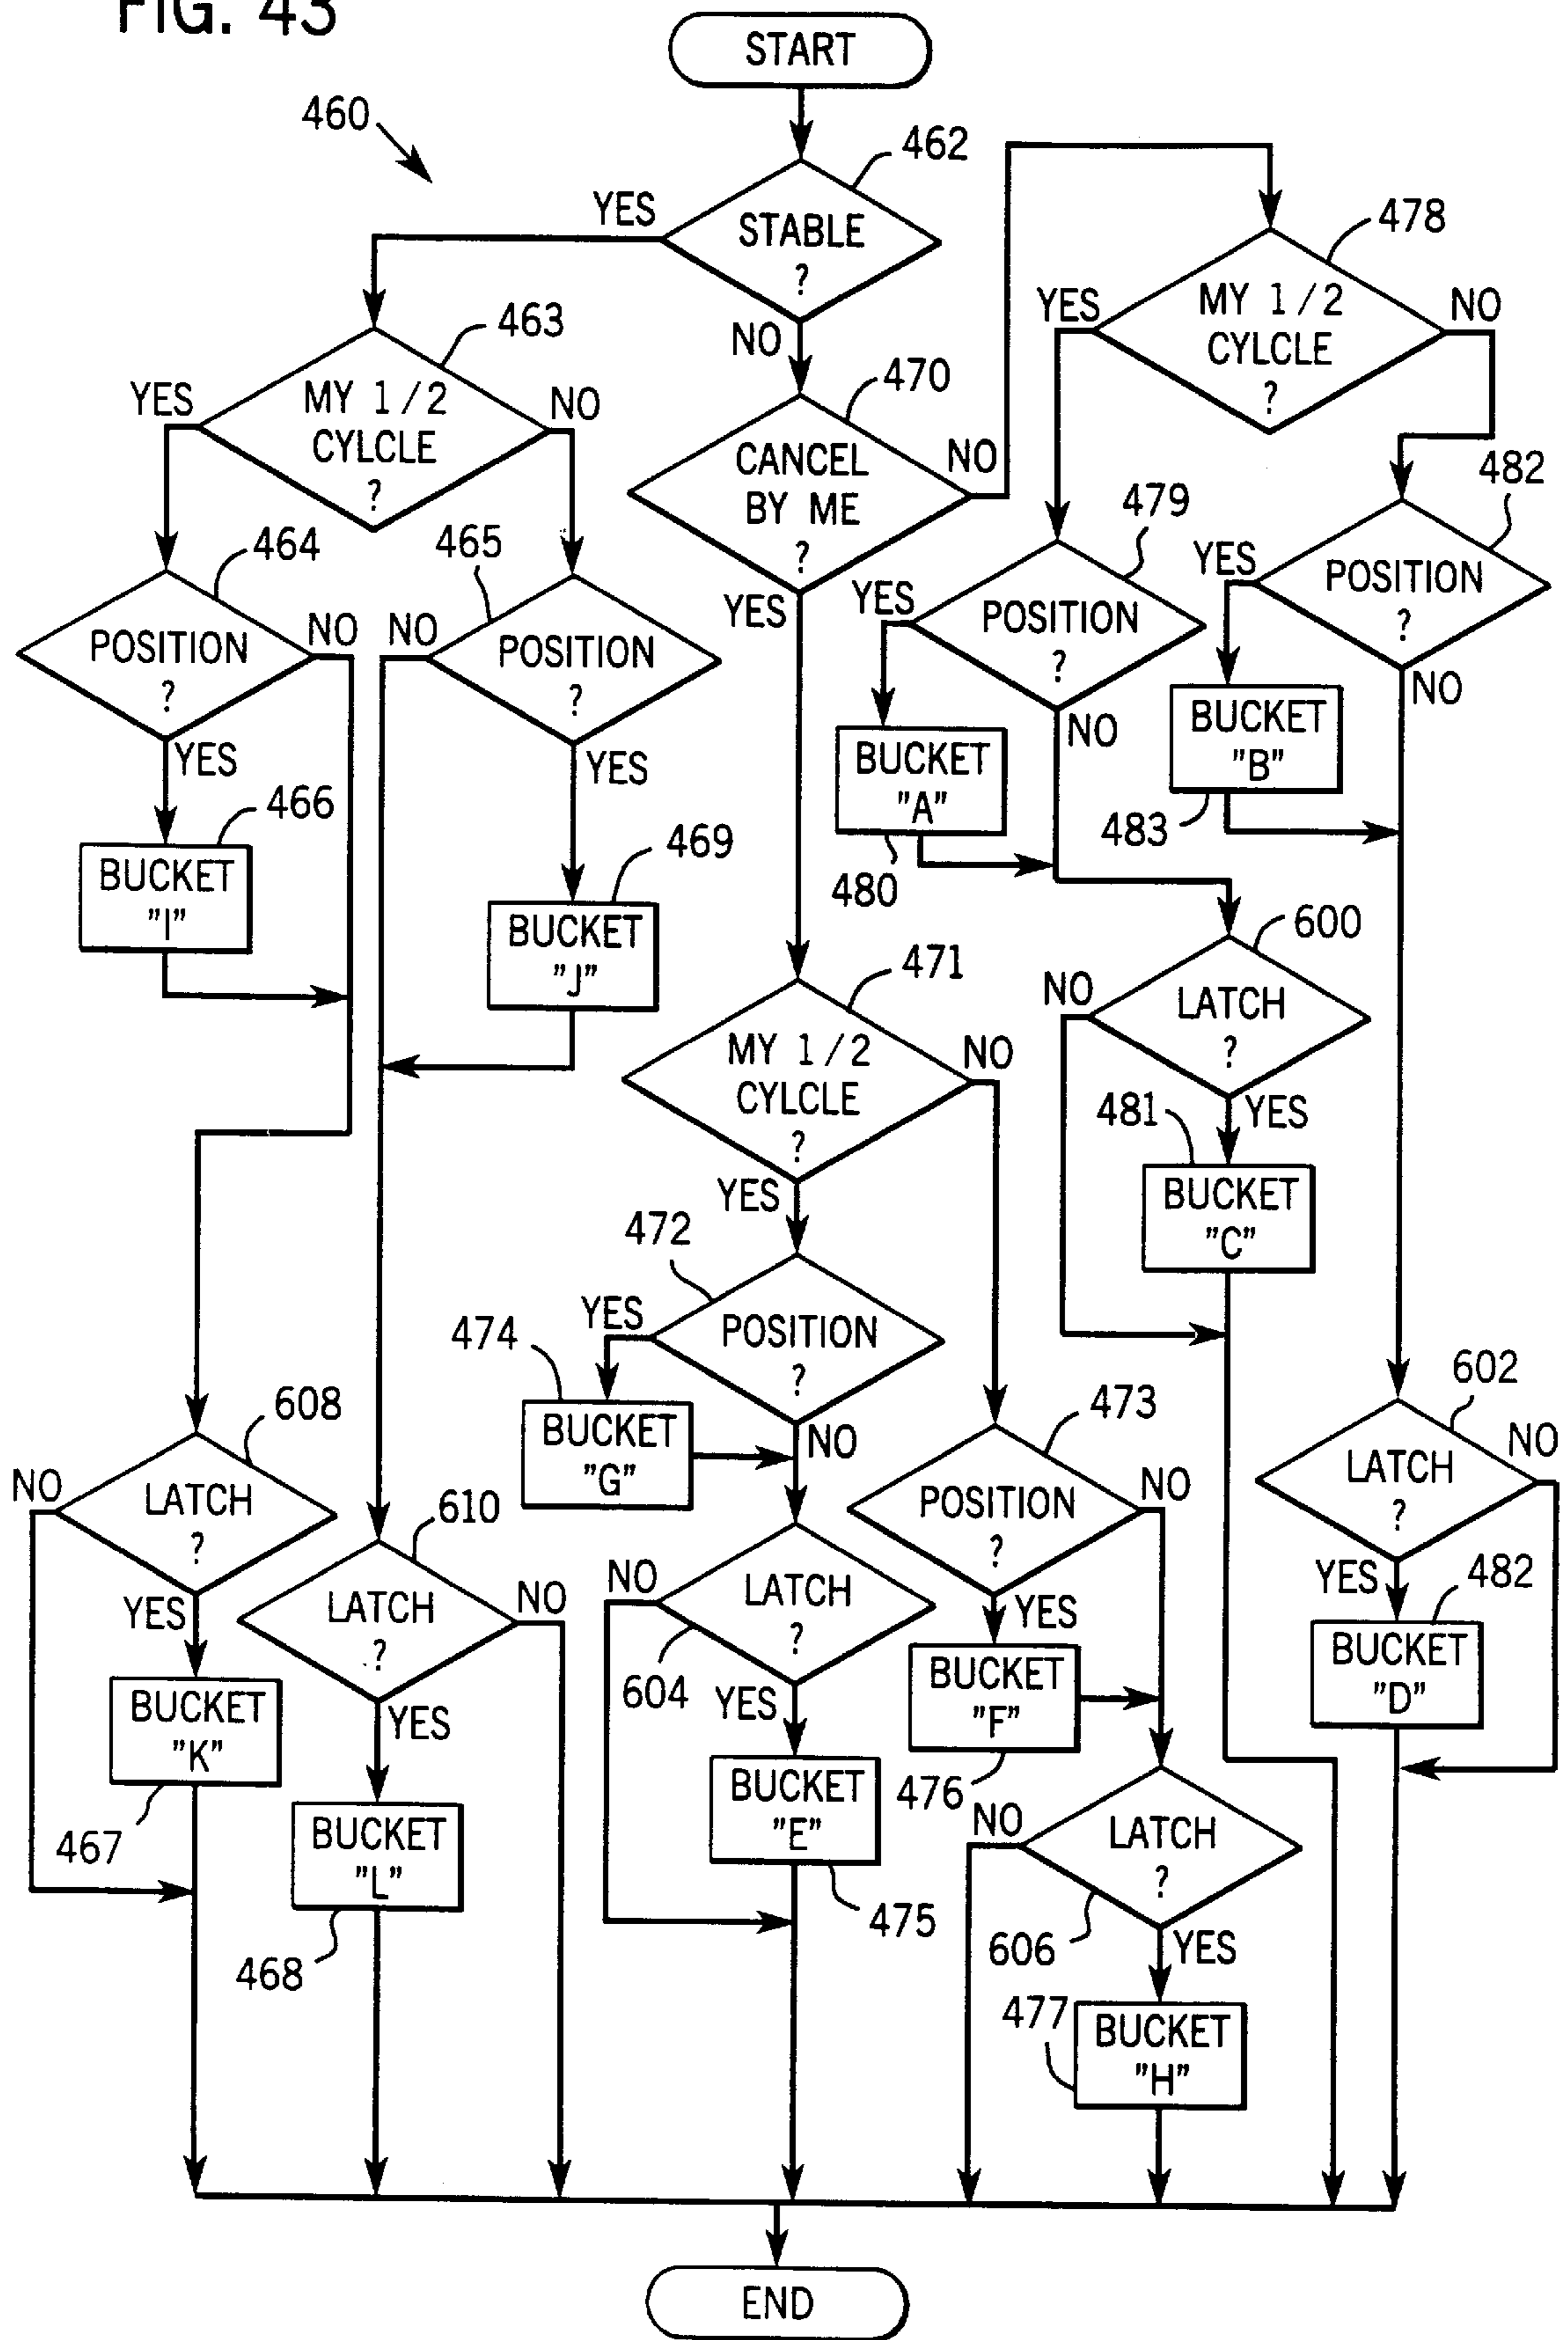 FIG. 43
START
460
462
YES
STABLE
?
478
463
NO
YES
MY 1/2
NO
CYLCLE
?
470
YES
MY 1/2
NO
CYLCLE
?
CANCEL
NO
BY ME
?
482
464
465
479
YES
POSITION
?
YES
YES
POSITION
?
POSITION
NO
?
NO
POSITION
?
NO
BUCKET
"B"
NO
YES
YES
BUCKET
"A"
483
466
480
469
BUCKET
"I"
BUCKET
"J"
600
471
NO
LATCH
?
MY 1/2
NO
CYLCLE
?
481
YES
YES
BUCKET
"C"
472
YES
474
POSITION
?
602
608
473
BUCKET
"G"
NO
NO
LATCH
?
NO
LATCH
?
610
POSITION
NO
?
YES
482
YES
LATCH
NO
?
NO
LATCH
?
YES
BUCKET
"D"
604
BUCKET
"K"
YES
YES
BUCKET
"F"
467
BUCKET
"L"
BUCKET
"E"
476
NO
LATCH
?
468
475
606
YES
477
BUCKET
"H"
END